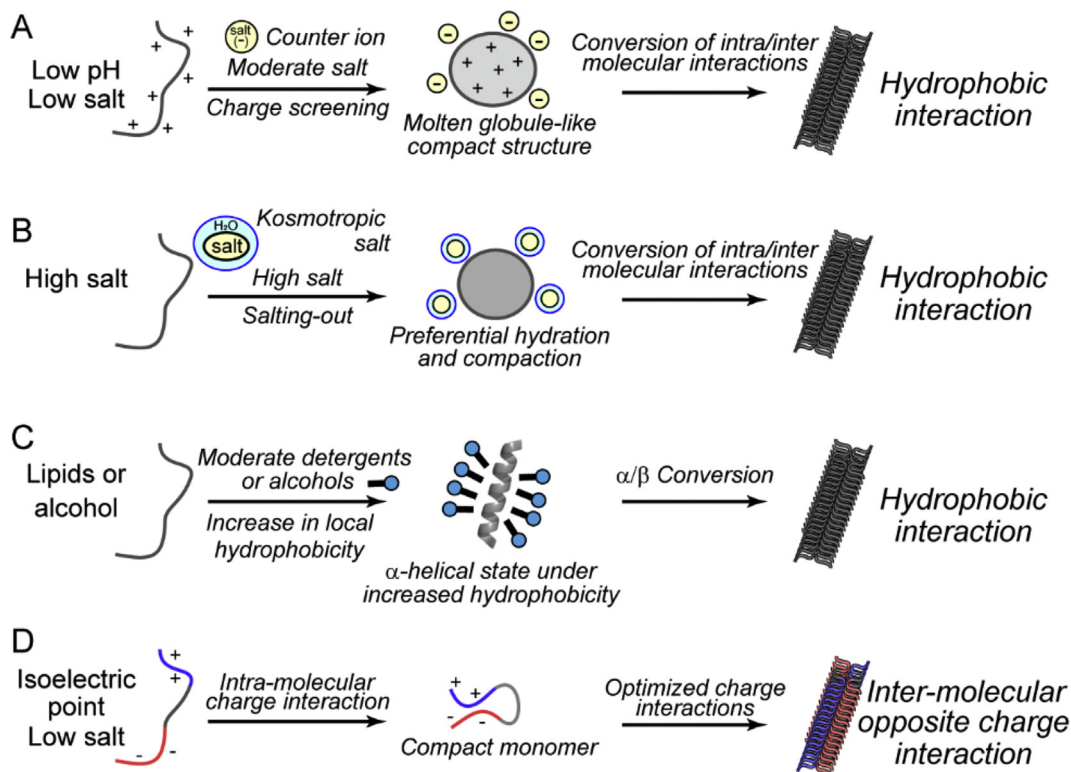 A
Low pH
Low salt
+
+
+
+
+
+
salt
(-)
Counter ion
Moderate salt
Charge screening
-
-
-
-
-
+
+
+
+
+
+
Molten globule-like
compact structure
Conversion of intra/inter
molecular interactions
Hydrophobic
interaction
B
High salt
H₂O
salt
Kosmotropic
salt
High salt
Salting-out
Preferential hydration
and compaction
Conversion of intra/inter
molecular interactions
Hydrophobic
interaction
C
Lipids or
alcohol
Moderate detergents
or alcohols
Increase in local
hydrophobicity
α-helical state under
increased hydrophobicity
α/β Conversion
Hydrophobic
interaction
D
Isoelectric
point
Low salt
+
+
-
-
Intra-molecular
charge interaction
+
+
-
-
Compact monomer
Optimized charge
interactions
Inter-molecular
opposite charge
interaction